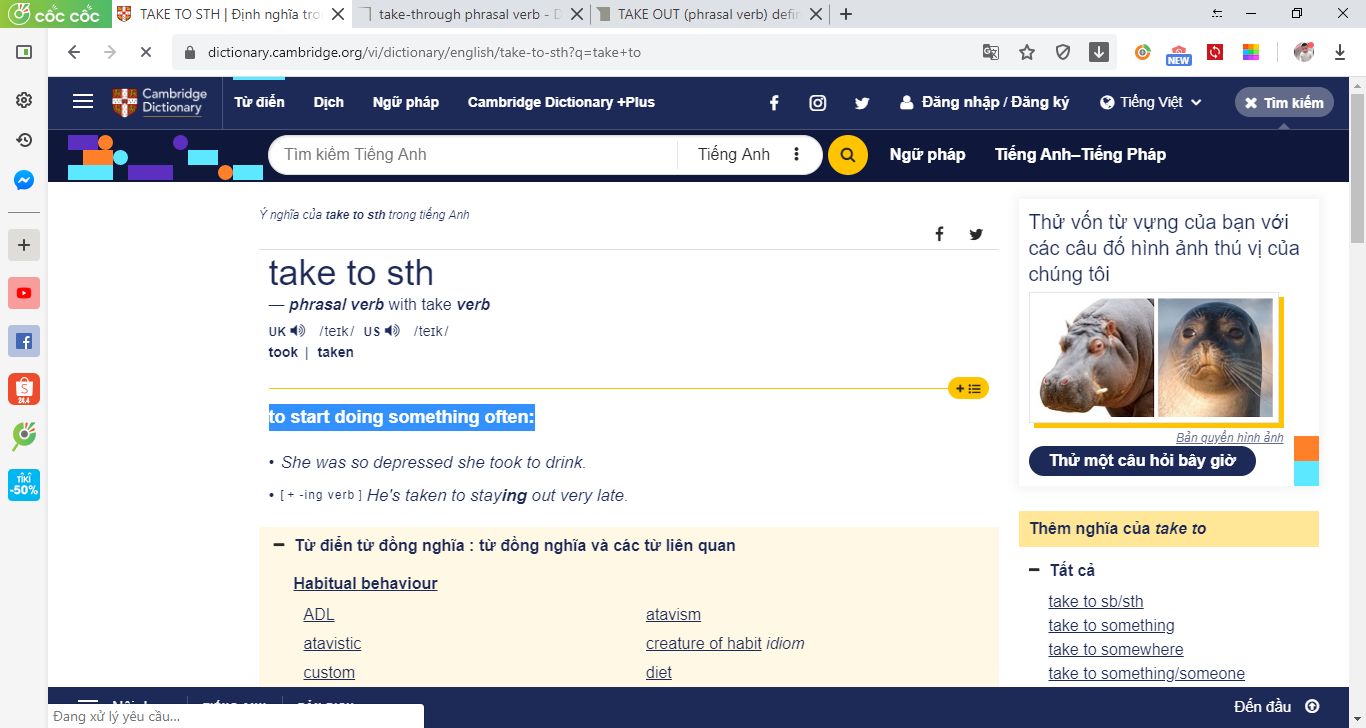 cốc cốc
TAKE TO STH | Định nghĩa tro
take-through phrasal verb - D
TAKE OUT (phrasal verb) defin
dictionary.cambridge.org/vi/dictionary/english/take-to-sth?q=take+to
NEW
Cambridge
Dictionary
Từ điển
Dịch
Ngữ pháp
Cambridge Dictionary +Plus
Đăng nhập / Đăng ký
Tiếng Việt
Tìm kiếm
Tìm kiếm Tiếng Anh
Tiếng Anh
Ngữ pháp
Tiếng Anh–Tiếng Pháp
24.4
TIKI
-50%
Ý nghĩa của take to sth trong tiếng Anh
take to sth
— phrasal verb with take verb
UK /teɪk/ US /teɪk/
took | taken
to start doing something often:
• She was so depressed she took to drink.
• [ + -ing verb ] He's taken to staying out very late.
Từ điển từ đồng nghĩa : từ đồng nghĩa và các từ liên quan
Habitual behaviour
ADL
atavism
atavistic
creature of habit idiom
custom
diet
Thử vốn từ vựng của bạn với
các câu đố hình ảnh thú vị của
chúng tôi
Bản quyền hình ảnh
Thử một câu hỏi bây giờ
Thêm nghĩa của take to
Tất cả
take to sb/sth
take to something
take to somewhere
take to something/someone
Đến đầu
Đang xử lý yêu cầu...